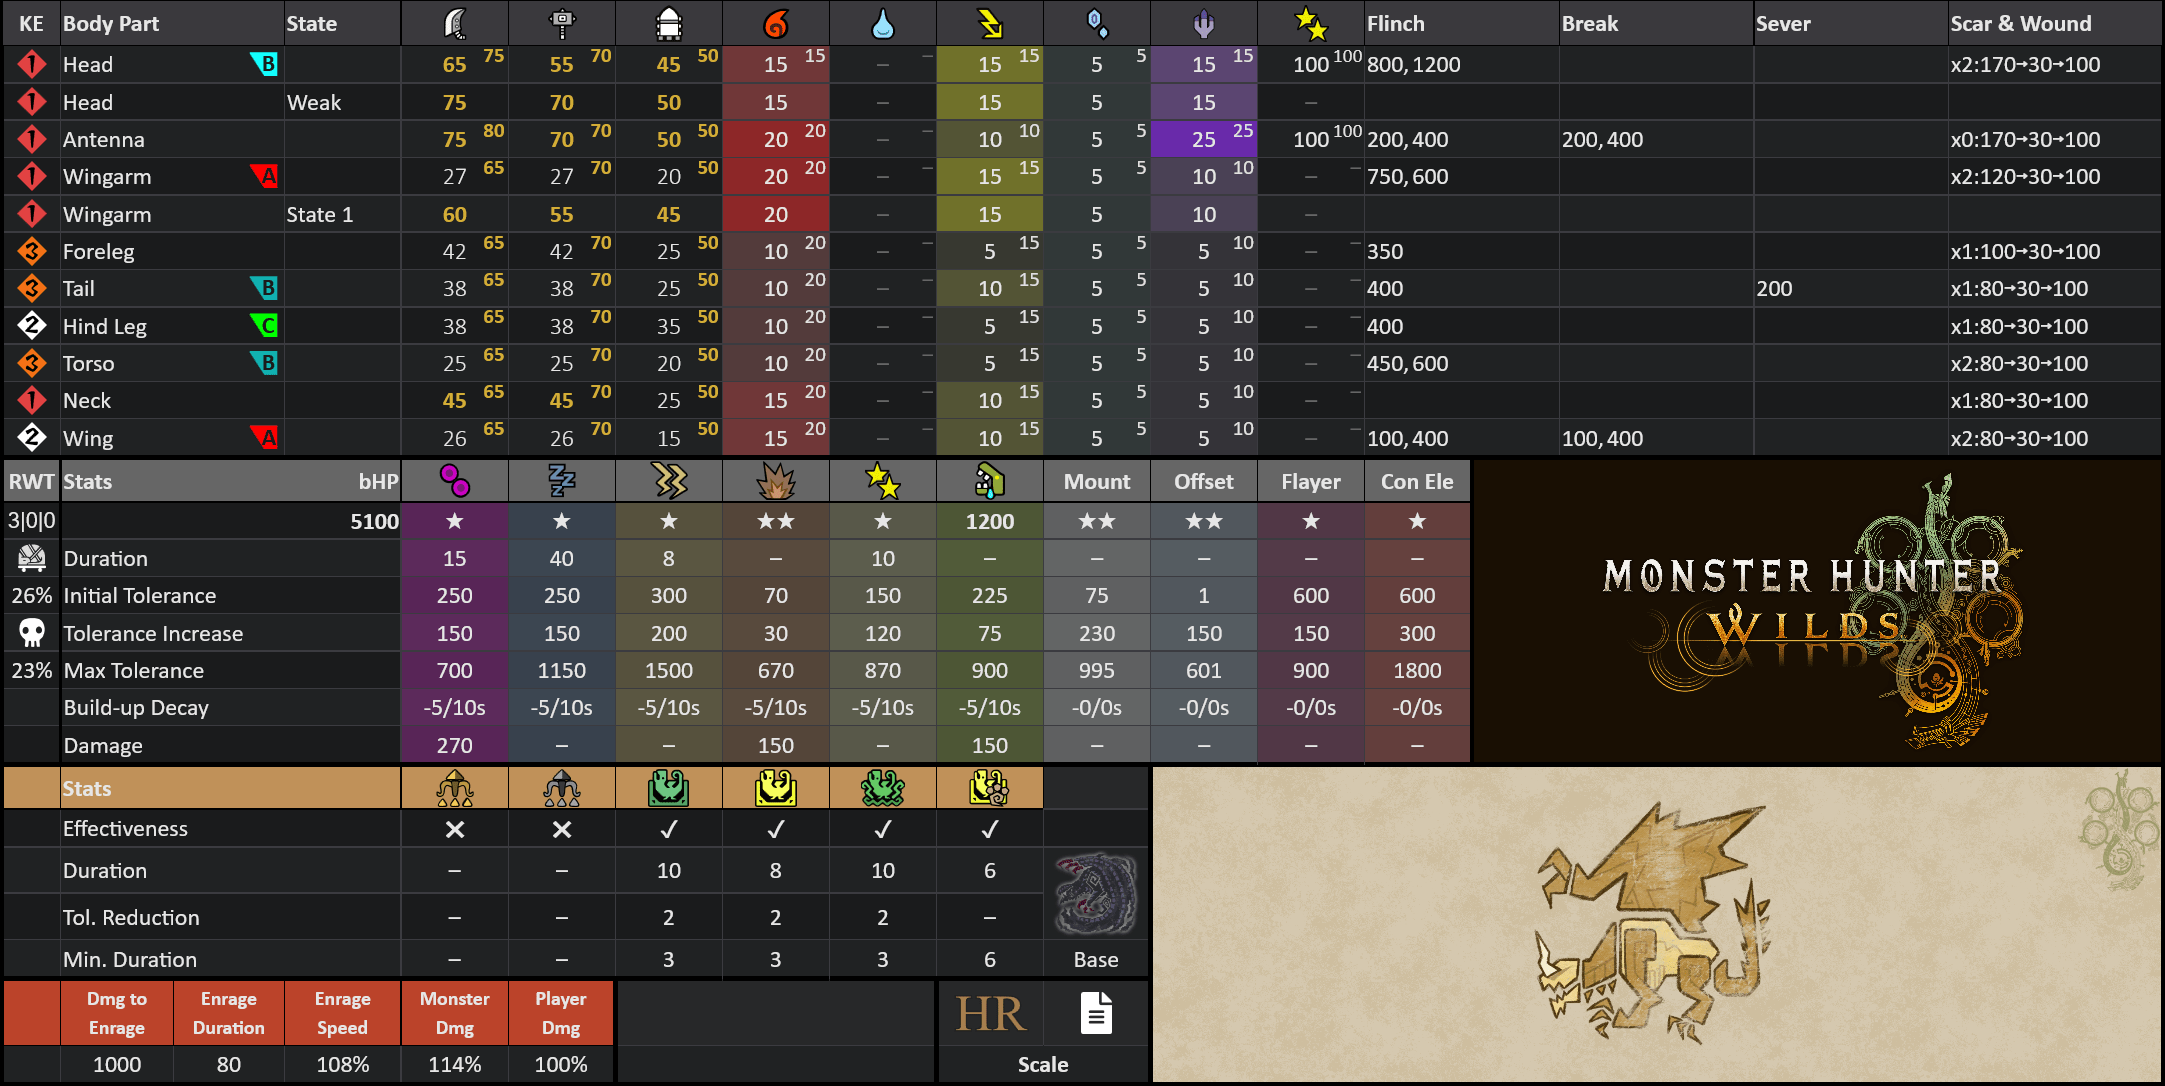 KE Body Part State Flinch Break Sever Scar & Wound
1 Head B 65 75 55 70 45 50 15 15 – – 15 15 5 5 15 15 100 100 800, 1200 x2:170→30→100
1 Head Weak 75 70 50 15 – 15 5 15 –
1 Antenna 75 80 70 70 50 50 20 20 – – 10 10 5 5 25 25 100 100 200, 400 200, 400 x0:170→30→100
1 Wingarm A 27 65 27 70 20 50 20 20 – – 15 15 5 5 10 10 – – 750, 600 x2:120→30→100
1 Wingarm State 1 60 55 45 20 – 15 5 10 –
3 Foreleg 42 65 42 70 25 50 10 20 – – 5 15 5 5 5 10 – – 350 x1:100→30→100
3 Tail B 38 65 38 70 25 50 10 20 – – 10 15 5 5 5 10 – – 400 200 x1:80→30→100
2 Hind Leg C 38 65 38 70 35 50 10 20 – – 5 15 5 5 5 10 – – 400 x1:80→30→100
3 Torso B 25 65 25 70 20 50 10 20 – – 5 15 5 5 5 10 – – 450, 600 x2:80→30→100
1 Neck 45 65 45 70 25 50 15 20 – – 10 15 5 5 5 10 – – x1:80→30→100
2 Wing A 26 65 26 70 15 50 15 20 – – 10 15 5 5 5 10 – – 100, 400 100, 400 x2:80→30→100
RWT Stats bHP Mount Offset Flayer Con Ele
3|0|0 5100 ★ ★ ★ ★★ ★ 1200 ★★ ★★ ★ ★
Duration 15 40 8 – 10 – – – – –
26% Initial Tolerance 250 250 300 70 150 225 75 1 600 600
Tolerance Increase 150 150 200 30 120 75 230 150 150 300
23% Max Tolerance 700 1150 1500 670 870 900 995 601 900 1800
Build-up Decay -5/10s -5/10s -5/10s -5/10s -5/10s -5/10s -0/0s -0/0s -0/0s -0/0s
Damage 270 – – 150 – 150 – – – –
MONSTER HUNTER
WILDS
Stats
Effectiveness ✕ ✕ ✓ ✓ ✓ ✓
Duration – – 10 8 10 6
Tol. Reduction – – 2 2 2 –
Min. Duration – – 3 3 3 6 Base
Dmg to Enrage Enrage Duration Enrage Speed Monster Dmg Player Dmg HR
1000 80 108% 114% 100% Scale